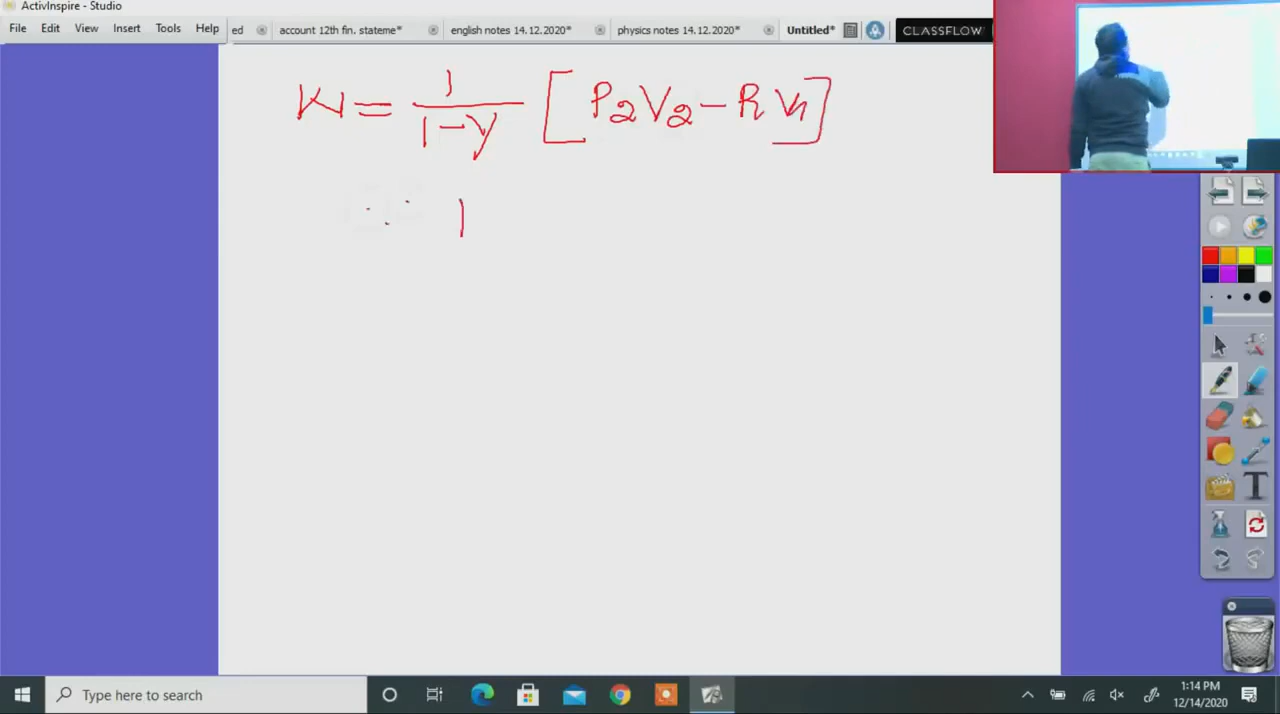 ActivInspire - Studio
File Edit View Insert Tools Help ed account 12th fin. stateme* english notes 14.12.2020* physics notes 14.12.2020* Untitled* CLASSFLOW
W = 1/(1-γ) [P₂V₂ - P₁V₁]
1
T
Type here to search
1:14 PM
12/14/2020